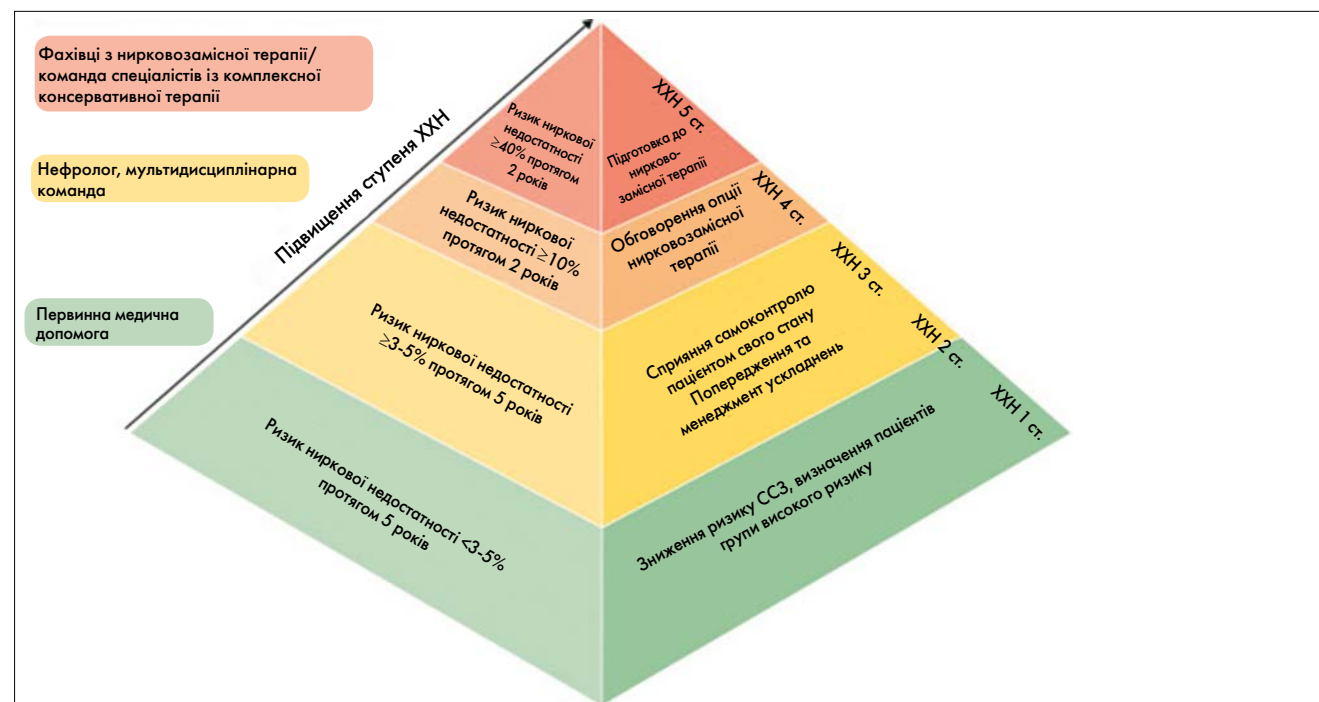 Фахівці з нирковозамісної терапії/
команда спеціалістів із комплексної
консервативної терапії
Нефролог, мультидисциплінарна
команда
Первинна медична
допомога
Підвищення ступеня ХХН
Ризик ниркової
недостатності
≥40% протягом
2 років
Підготовка до
нирково-
замісної терапії
ХХН 5 ст.
Ризик ниркової
недостатності ≥10%
протягом 2 років
Обговорення опції
нирковозамісної
терапії
ХХН 4 ст.
Ризик ниркової недостатності
≥3-5% протягом 5 років
Сприяння самоконтролю
пацієнтом свого стану
Попередження та
менеджмент ускладнень
ХХН 3 ст.
ХХН 2 ст.
Ризик ниркової недостатності <3-5%
протягом 5 років
Зниження ризику ССЗ, визначення пацієнтів
групи високого ризику
ХХН 1 ст.